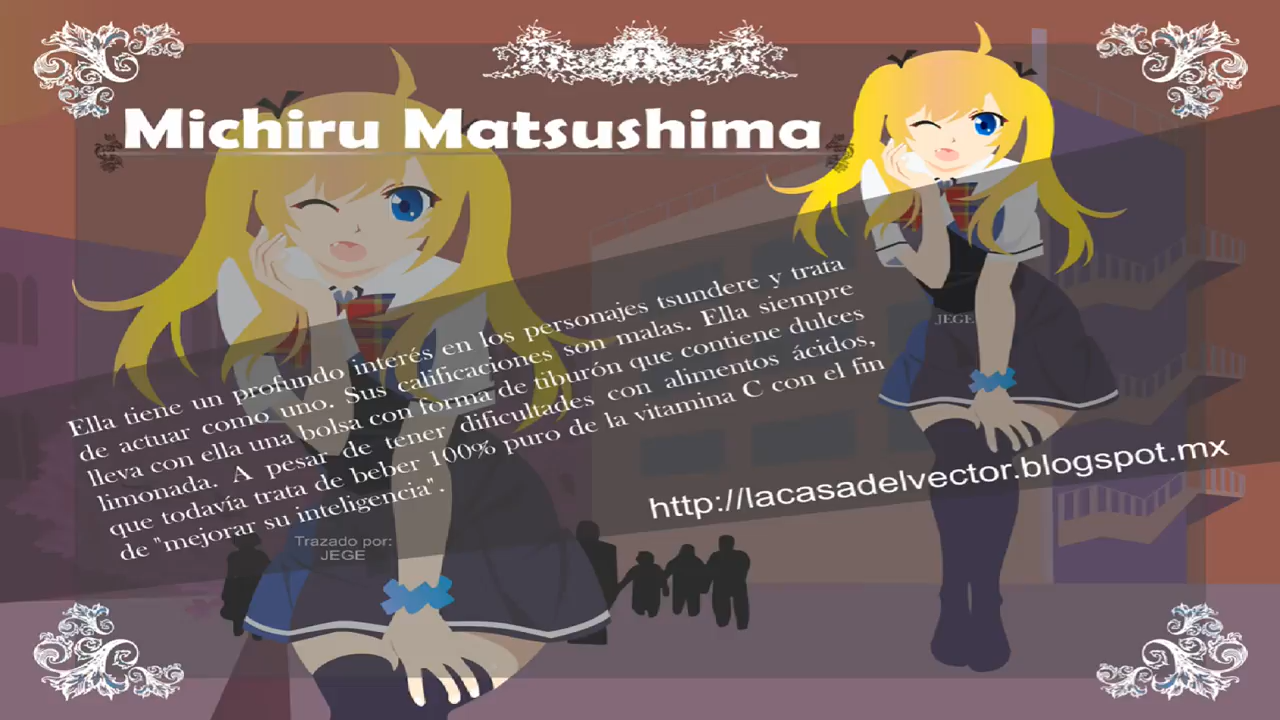 Michiru Matsushima
Ella tiene un profundo interés en los personajes tsundere y trata
de actuar como uno. Sus calificaciones son malas. Ella siempre
lleva con ella una bolsa con forma de tiburón que contiene dulces
limonada. A pesar de tener dificultades con alimentos ácidos,
que todavía trata de beber 100% puro de la vitamina C con el fin
de "mejorar su inteligencia".
http://lacasadelvector.blogspot.mx
Trazado por:
JEGE
JEGE